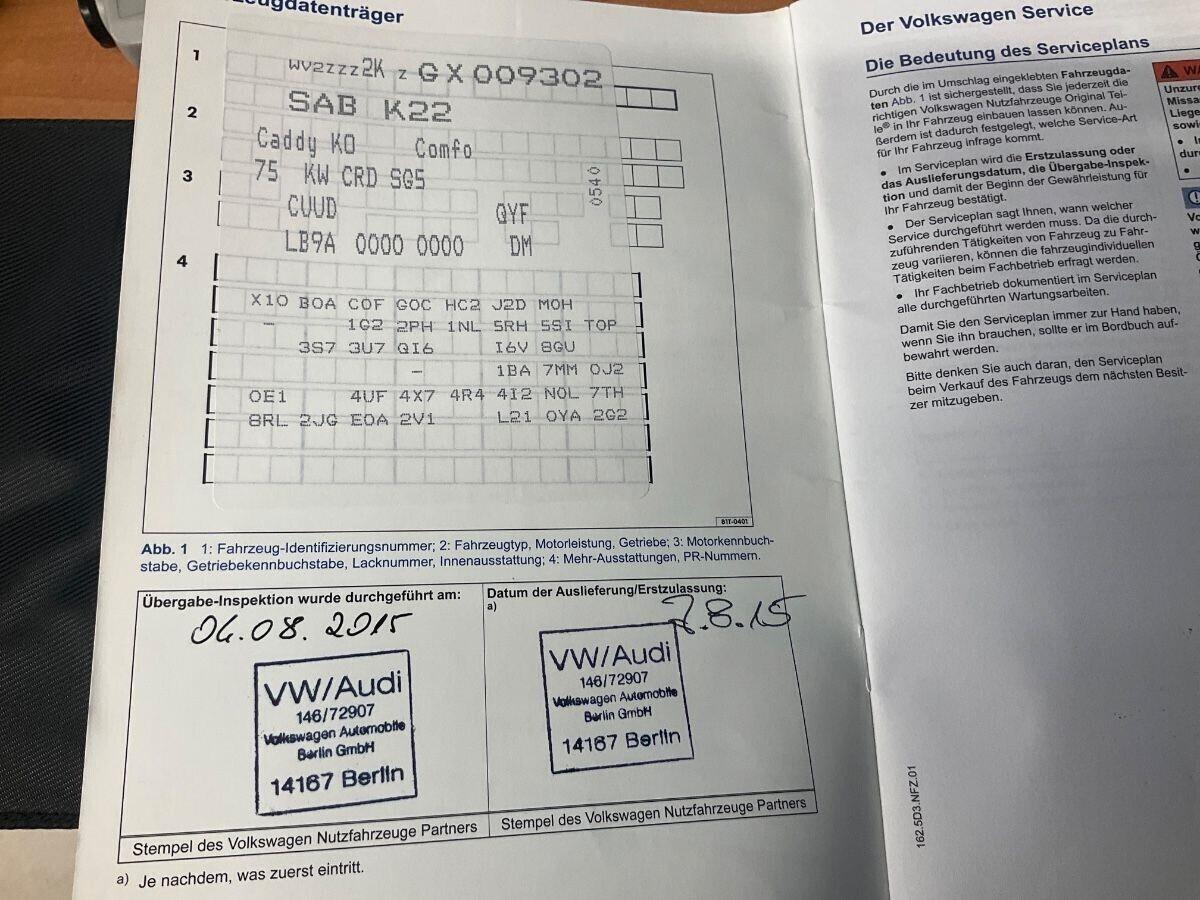 zeugdatenträger
1
WV2ZZZ2K Z GX009302
2
SAB K22
Caddy KO Comfo
3
75 KW CRD SG5
0540
CUUD QYF
LB9A 0000 0000 DM
4
X10 B0A C0F G0C HC2 J2D M0H
- 1G2 2PH 1NL 5RH 5SI T0P
3S7 3U7 QI6 I6V 8GU
- 1BA 7MM 0J2
0E1 4UF 4X7 4R4 4I2 N0L 7TH
8RL 2JG E0A 2V1 L21 0YA 2G2
B1T-0401
Abb. 1 1: Fahrzeug-Identifizierungsnummer; 2: Fahrzeugtyp, Motorleistung, Getriebe; 3: Motorkennbuch-
stabe, Getriebekennbuchstabe, Lacknummer, Innenausstattung; 4: Mehr-Ausstattungen, PR-Nummern.
Übergabe-Inspektion wurde durchgeführt am:
04.08.2015
VW/Audi
146/72907
Volkswagen Automobile
Berlin GmbH
14167 Berlin
Stempel des Volkswagen Nutzfahrzeuge Partners
Datum der Auslieferung/Erstzulassung:
a)
7.8.15
VW/Audi
146/72907
Volkswagen Automobile
Berlin GmbH
14167 Berlin
Stempel des Volkswagen Nutzfahrzeuge Partners
a) Je nachdem, was zuerst eintritt.
Der Volkswagen Service
Die Bedeutung des Serviceplans
Durch die im Umschlag eingeklebten Fahrzeugda-
ten Abb. 1 ist sichergestellt, dass Sie jederzeit die
richtigen Volkswagen Nutzfahrzeuge Original Tei-
le® in Ihr Fahrzeug einbauen lassen können. Au-
ßerdem ist dadurch festgelegt, welche Service-Art
für Ihr Fahrzeug infrage kommt.
• Im Serviceplan wird die Erstzulassung oder
das Auslieferungsdatum, die Übergabe-Inspek-
tion und damit der Beginn der Gewährleistung für
Ihr Fahrzeug bestätigt.
• Der Serviceplan sagt Ihnen, wann welcher
Service durchgeführt werden muss. Da die durch-
zuführenden Tätigkeiten von Fahrzeug zu Fahr-
zeug variieren, können die fahrzeugindividuellen
Tätigkeiten beim Fachbetrieb erfragt werden.
• Ihr Fachbetrieb dokumentiert im Serviceplan
alle durchgeführten Wartungsarbeiten.
Damit Sie den Serviceplan immer zur Hand haben,
wenn Sie ihn brauchen, sollte er im Bordbuch auf-
bewahrt werden.
Bitte denken Sie auch daran, den Serviceplan
beim Verkauf des Fahrzeugs dem nächsten Besit-
zer mitzugeben.
162.5D3.NFZ.01